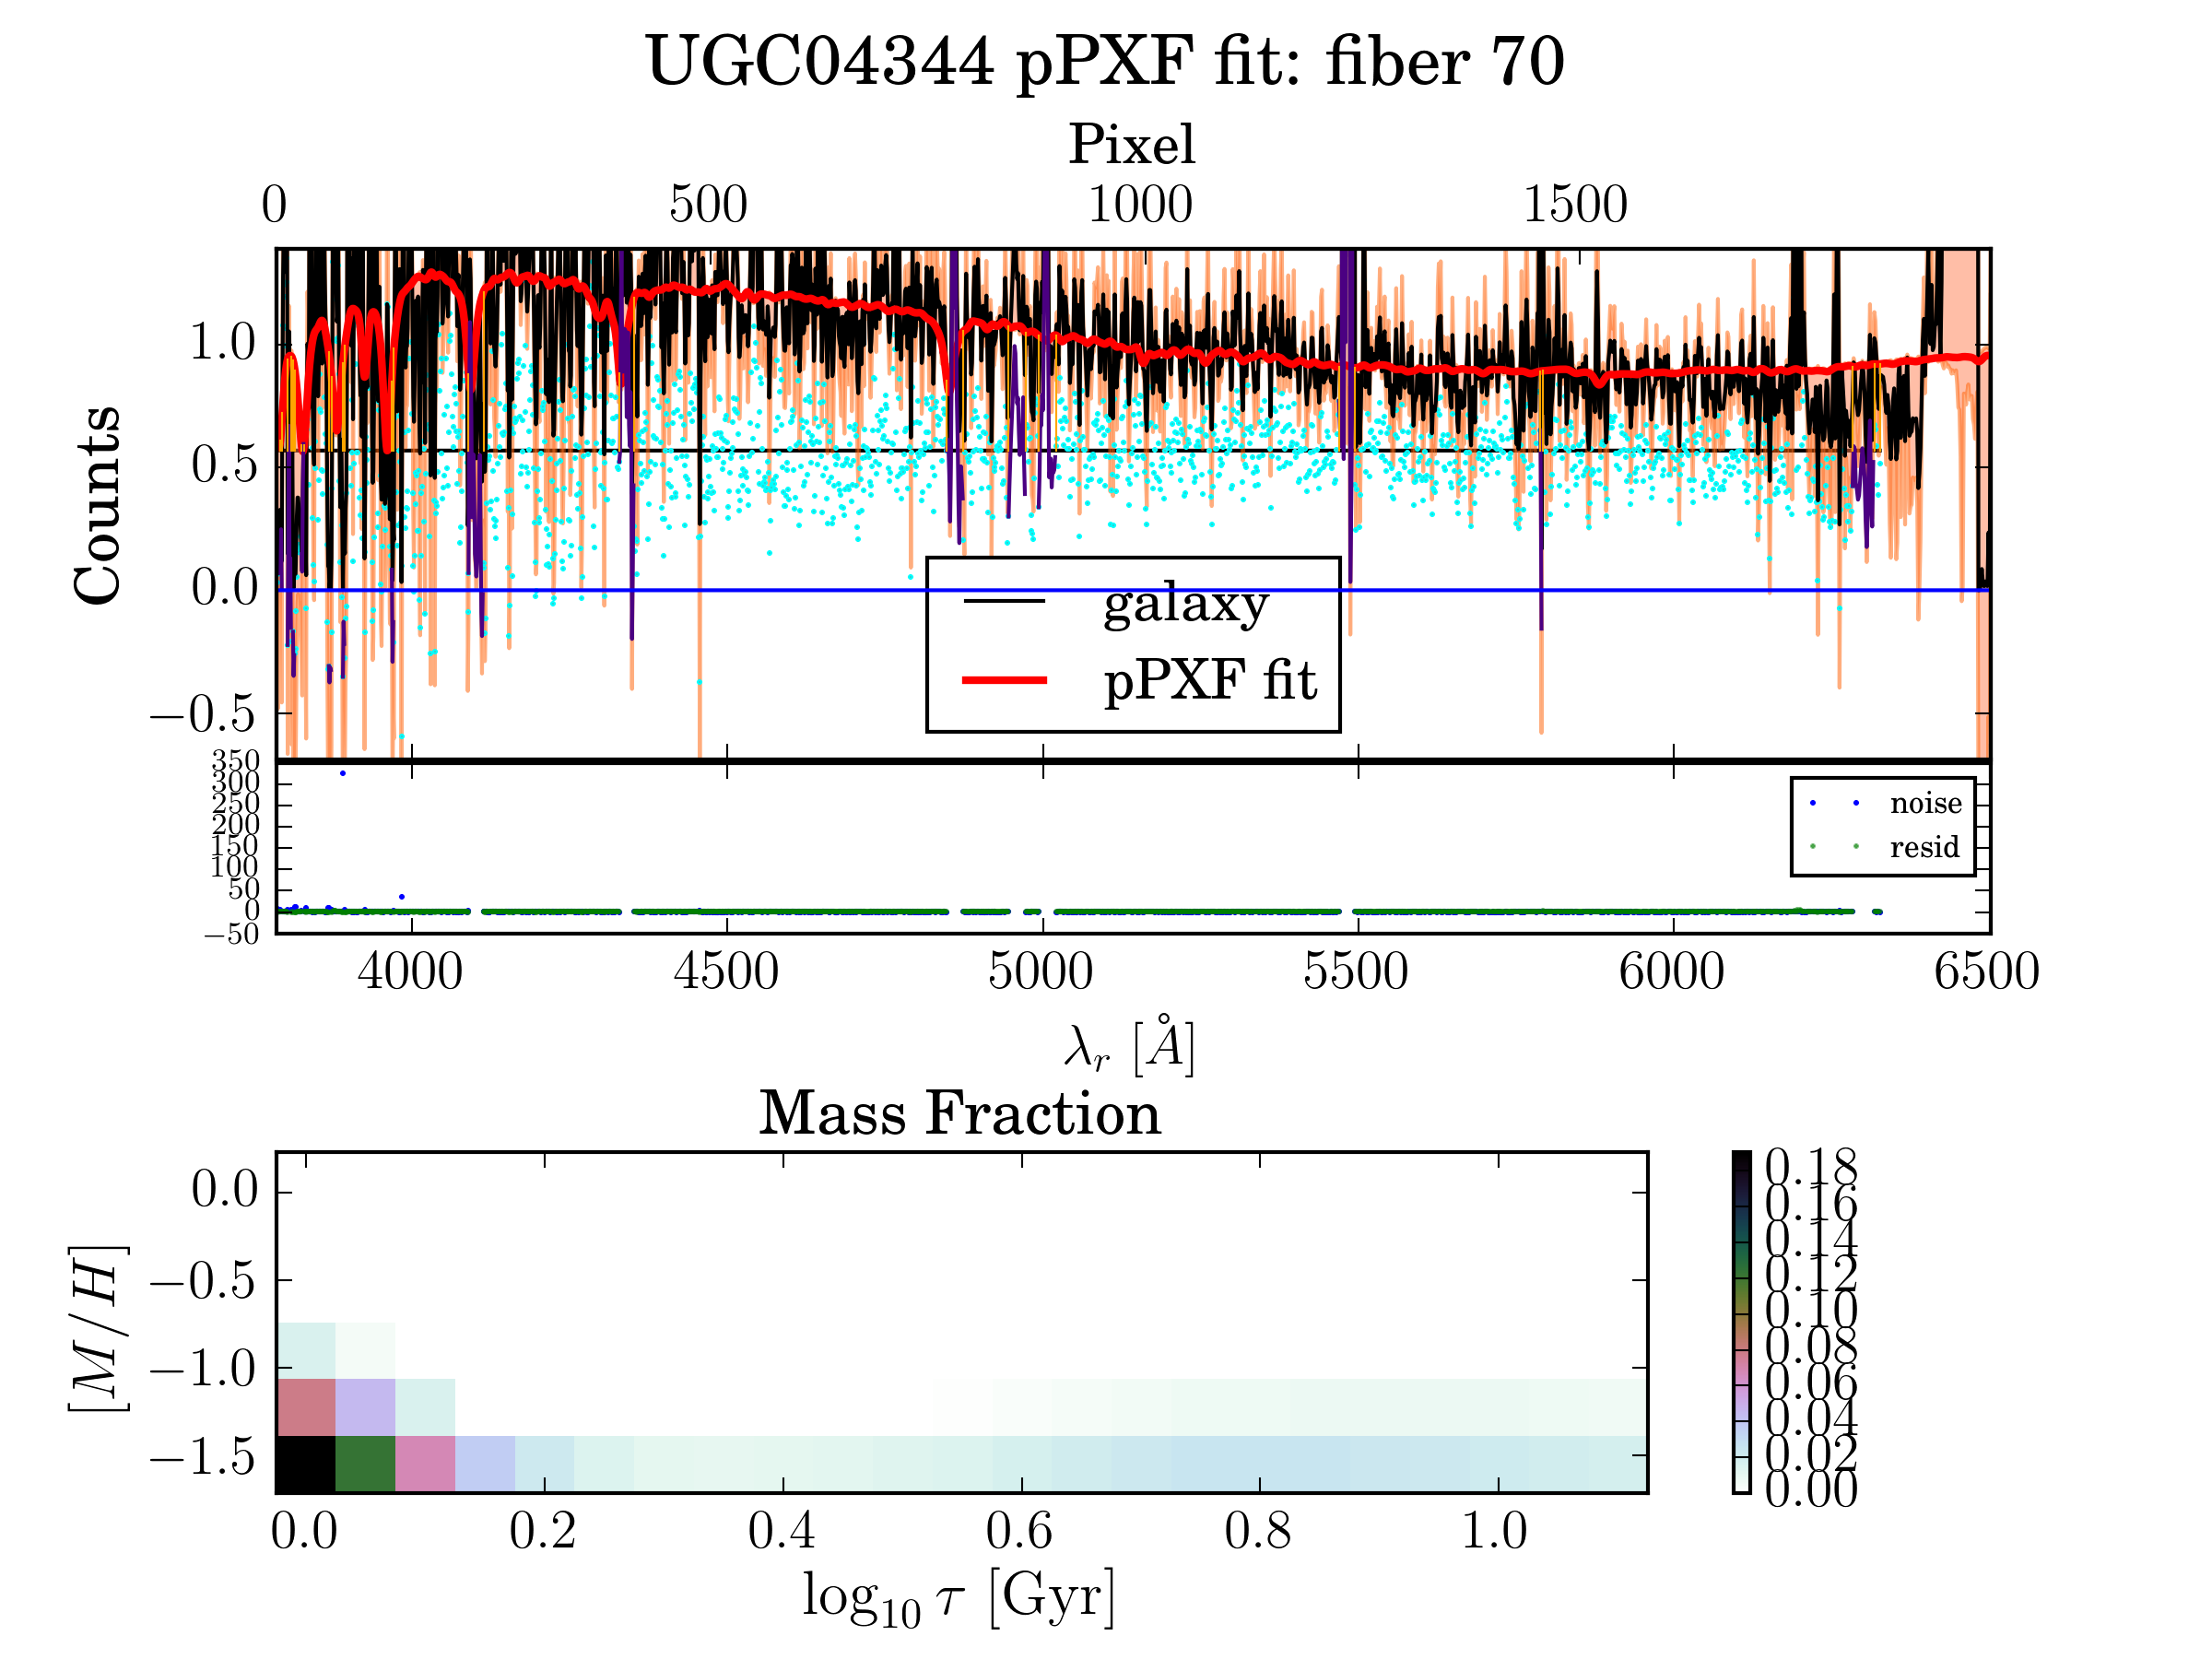 UGC04344 pPXF fit: fiber 70
Pixel
0 500 1000 1500
Counts
1.0
0.5
0.0
−0.5
galaxy
pPXF fit
350
300
250
200
150
100
50
0
−50
noise
resid
4000 4500 5000 5500 6000 6500
λr [Å]
Mass Fraction
[M/H]
0.0
−0.5
−1.0
−1.5
0.0 0.2 0.4 0.6 0.8 1.0
log10 τ [Gyr]
0.18
0.16
0.14
0.12
0.10
0.08
0.06
0.04
0.02
0.00